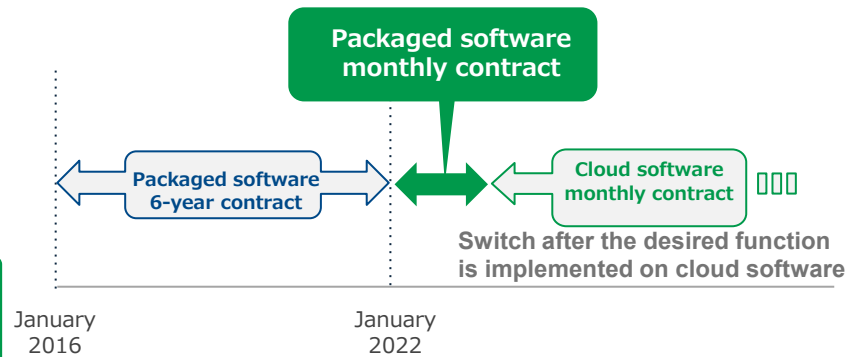 Packaged software
monthly contract
Packaged software
6-year contract
Cloud software
monthly contract
Switch after the desired function
is implemented on cloud software
January
2016
January
2022